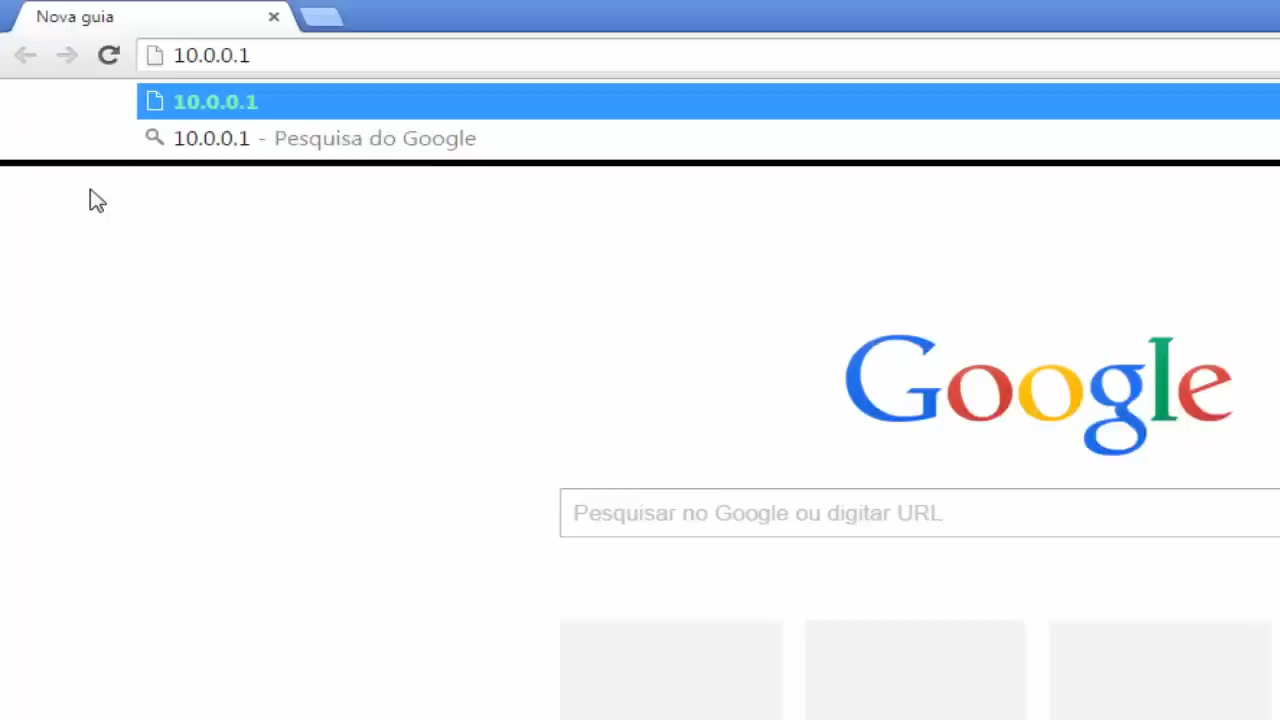 Nova guia
10.0.0.1
10.0.0.1
10.0.0.1 - Pesquisa do Google
Google
Pesquisar no Google ou digitar URL